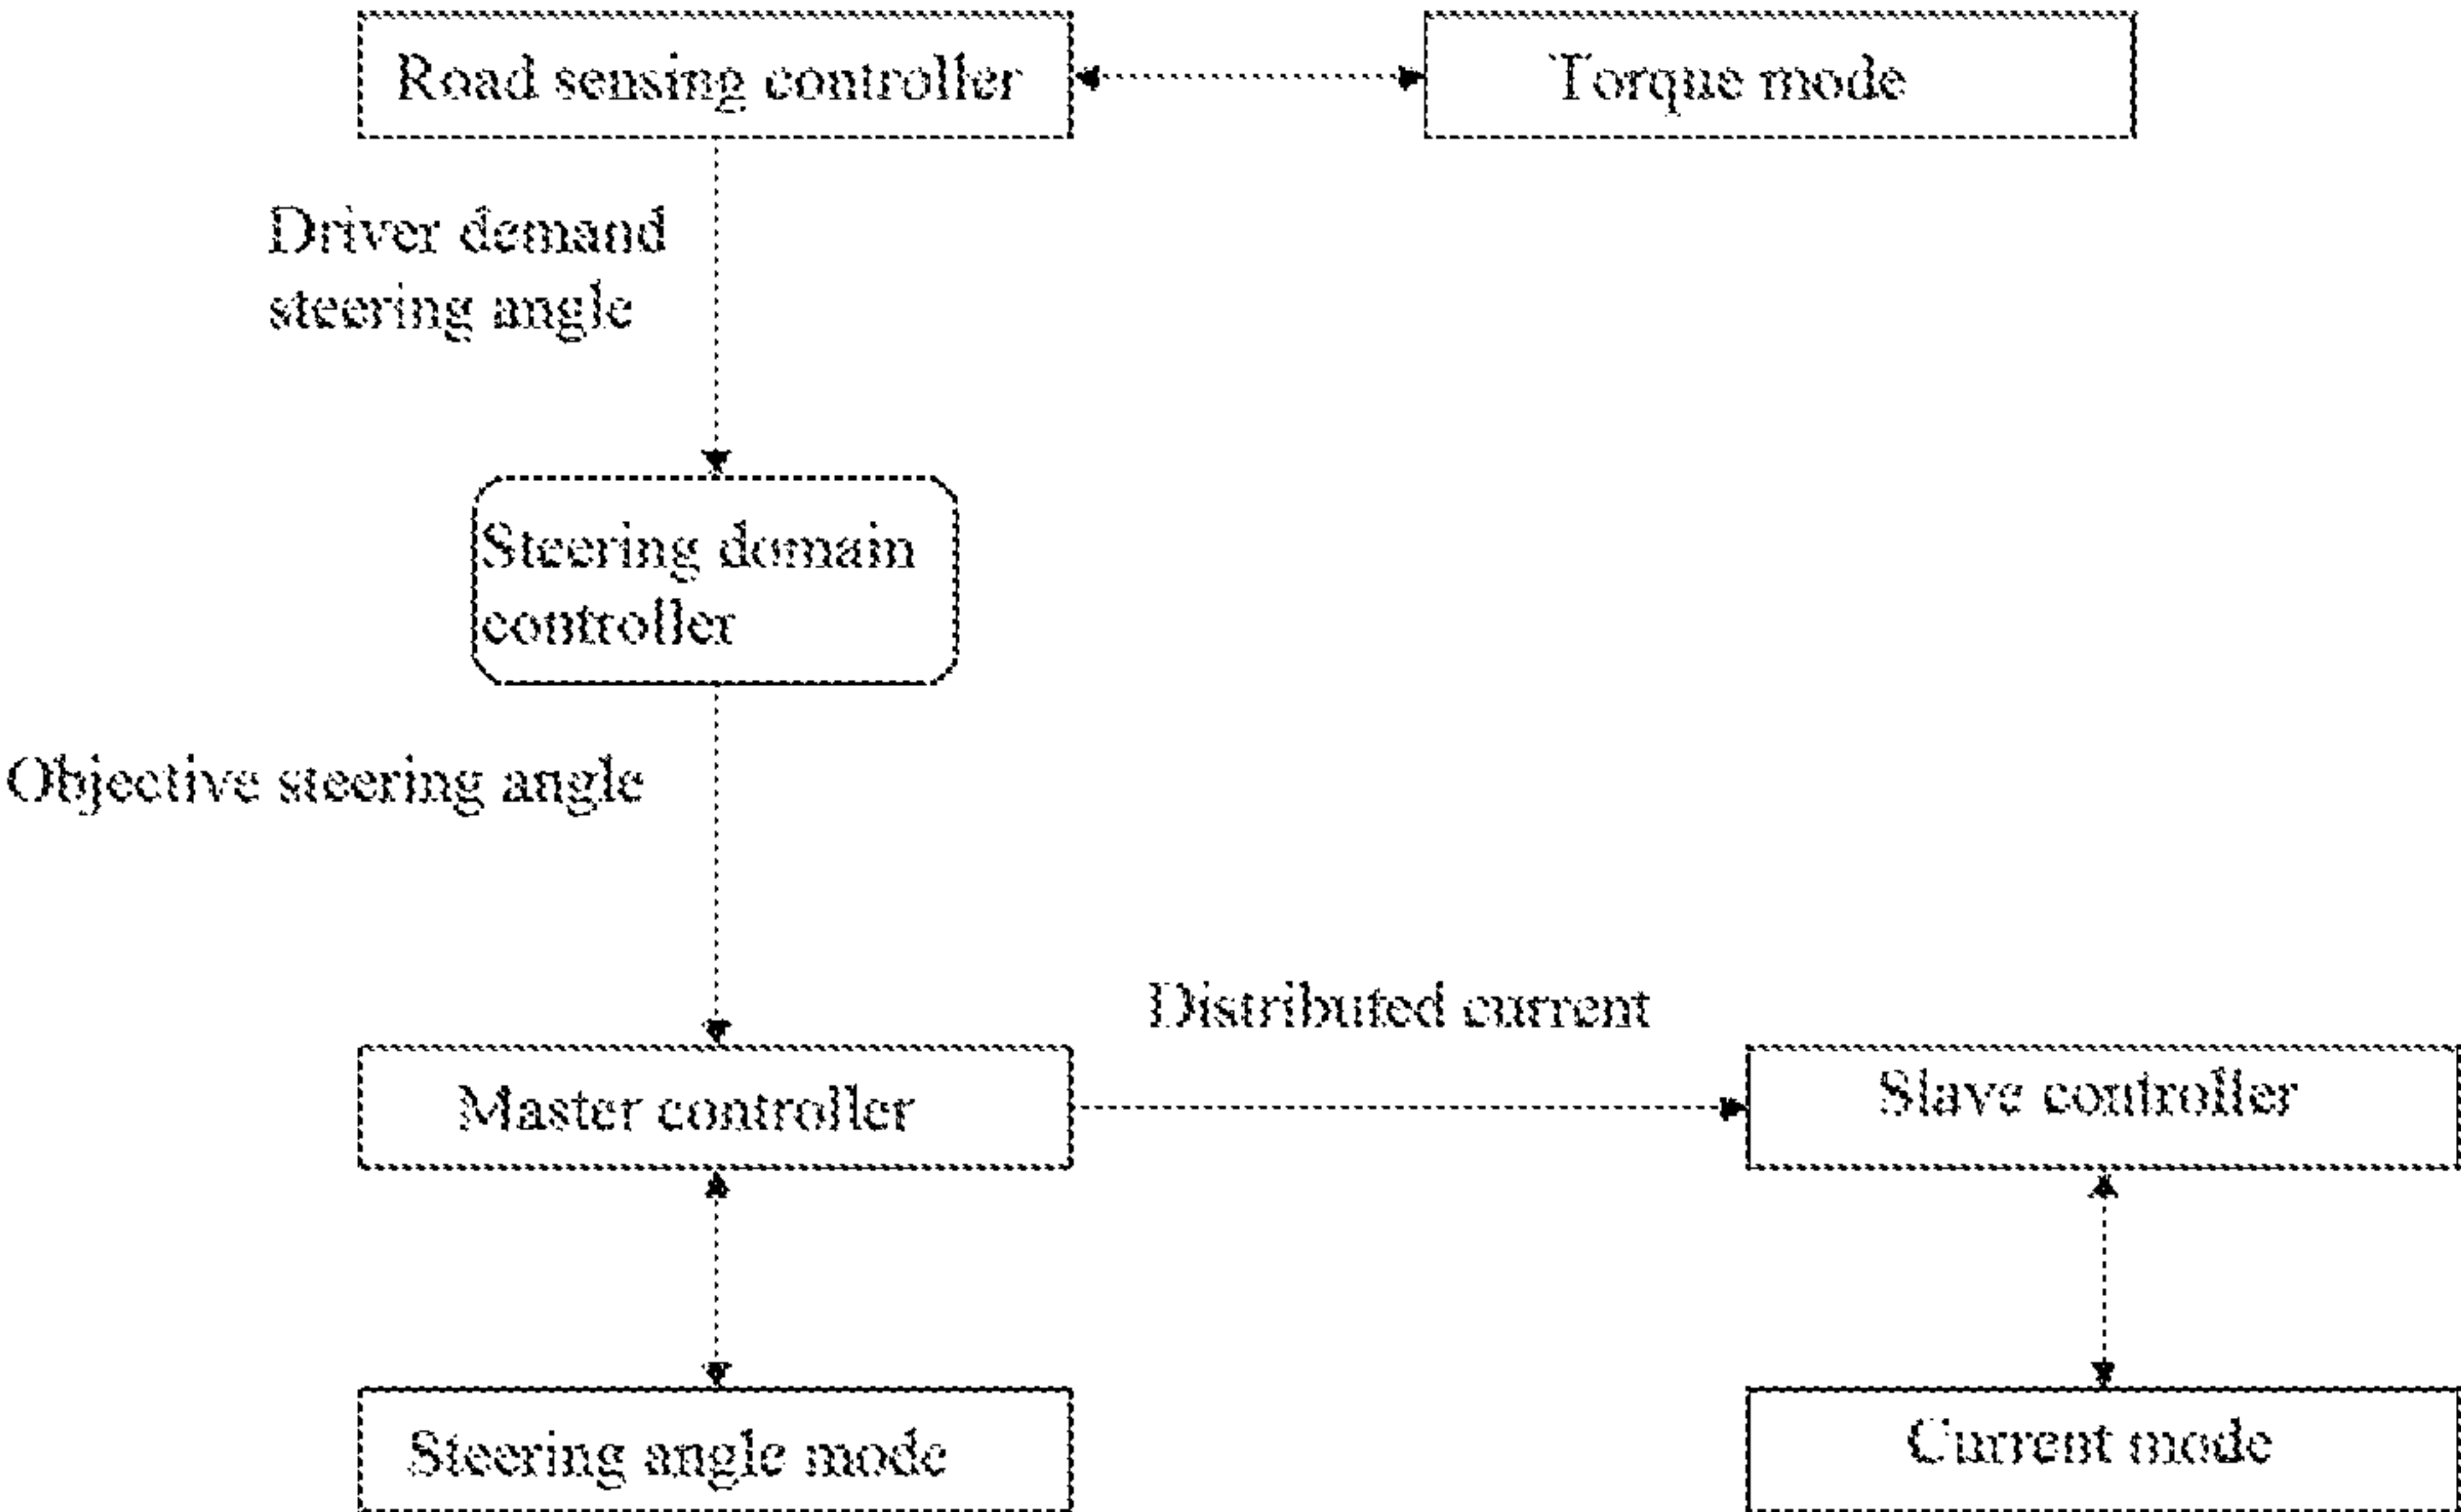 Road sensing controller
Torque mode
Driver demand
steering angle
Steering domain
controller
Objective steering angle
Distributed current
Master controller
Slave controller
Steering angle mode
Current mode